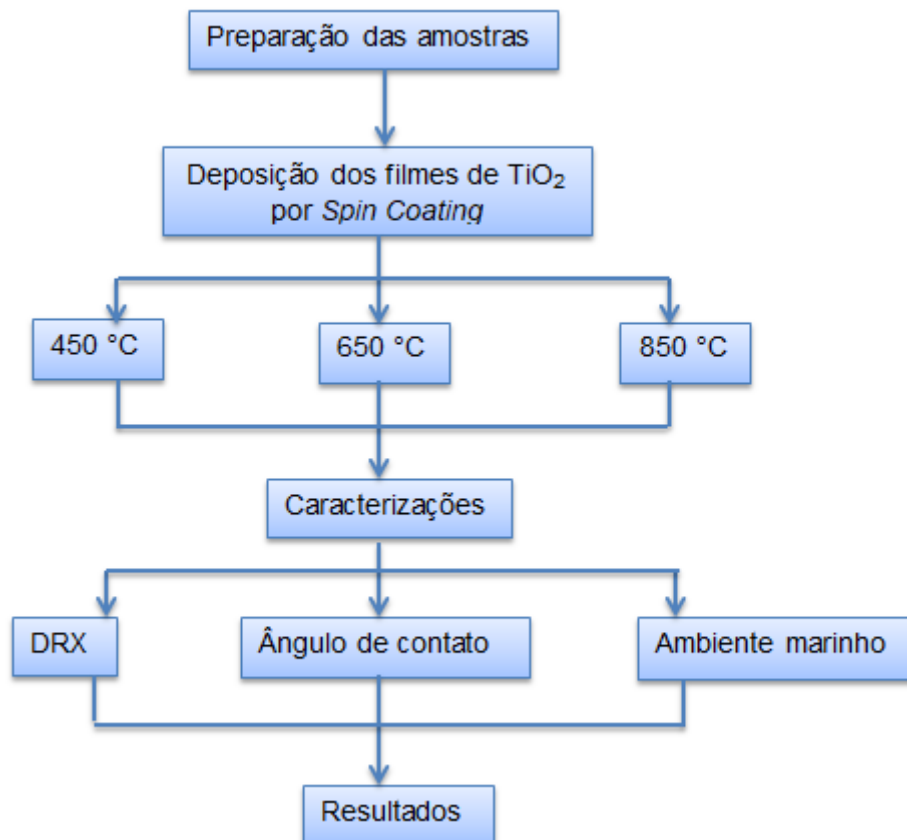 Preparação das amostras
Deposição dos filmes de TiO₂
por Spin Coating
450 °C
650 °C
850 °C
Caracterizações
DRX
Ângulo de contato
Ambiente marinho
Resultados